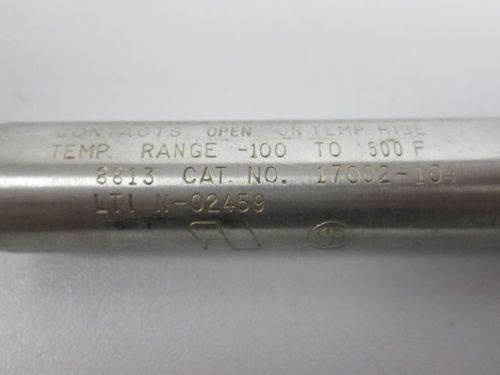 CONTACTS OPEN ON TEMP RISE
TEMP. RANGE -100 TO 600 F
8813 CAT. NO. 17002-104
LTI N-02459